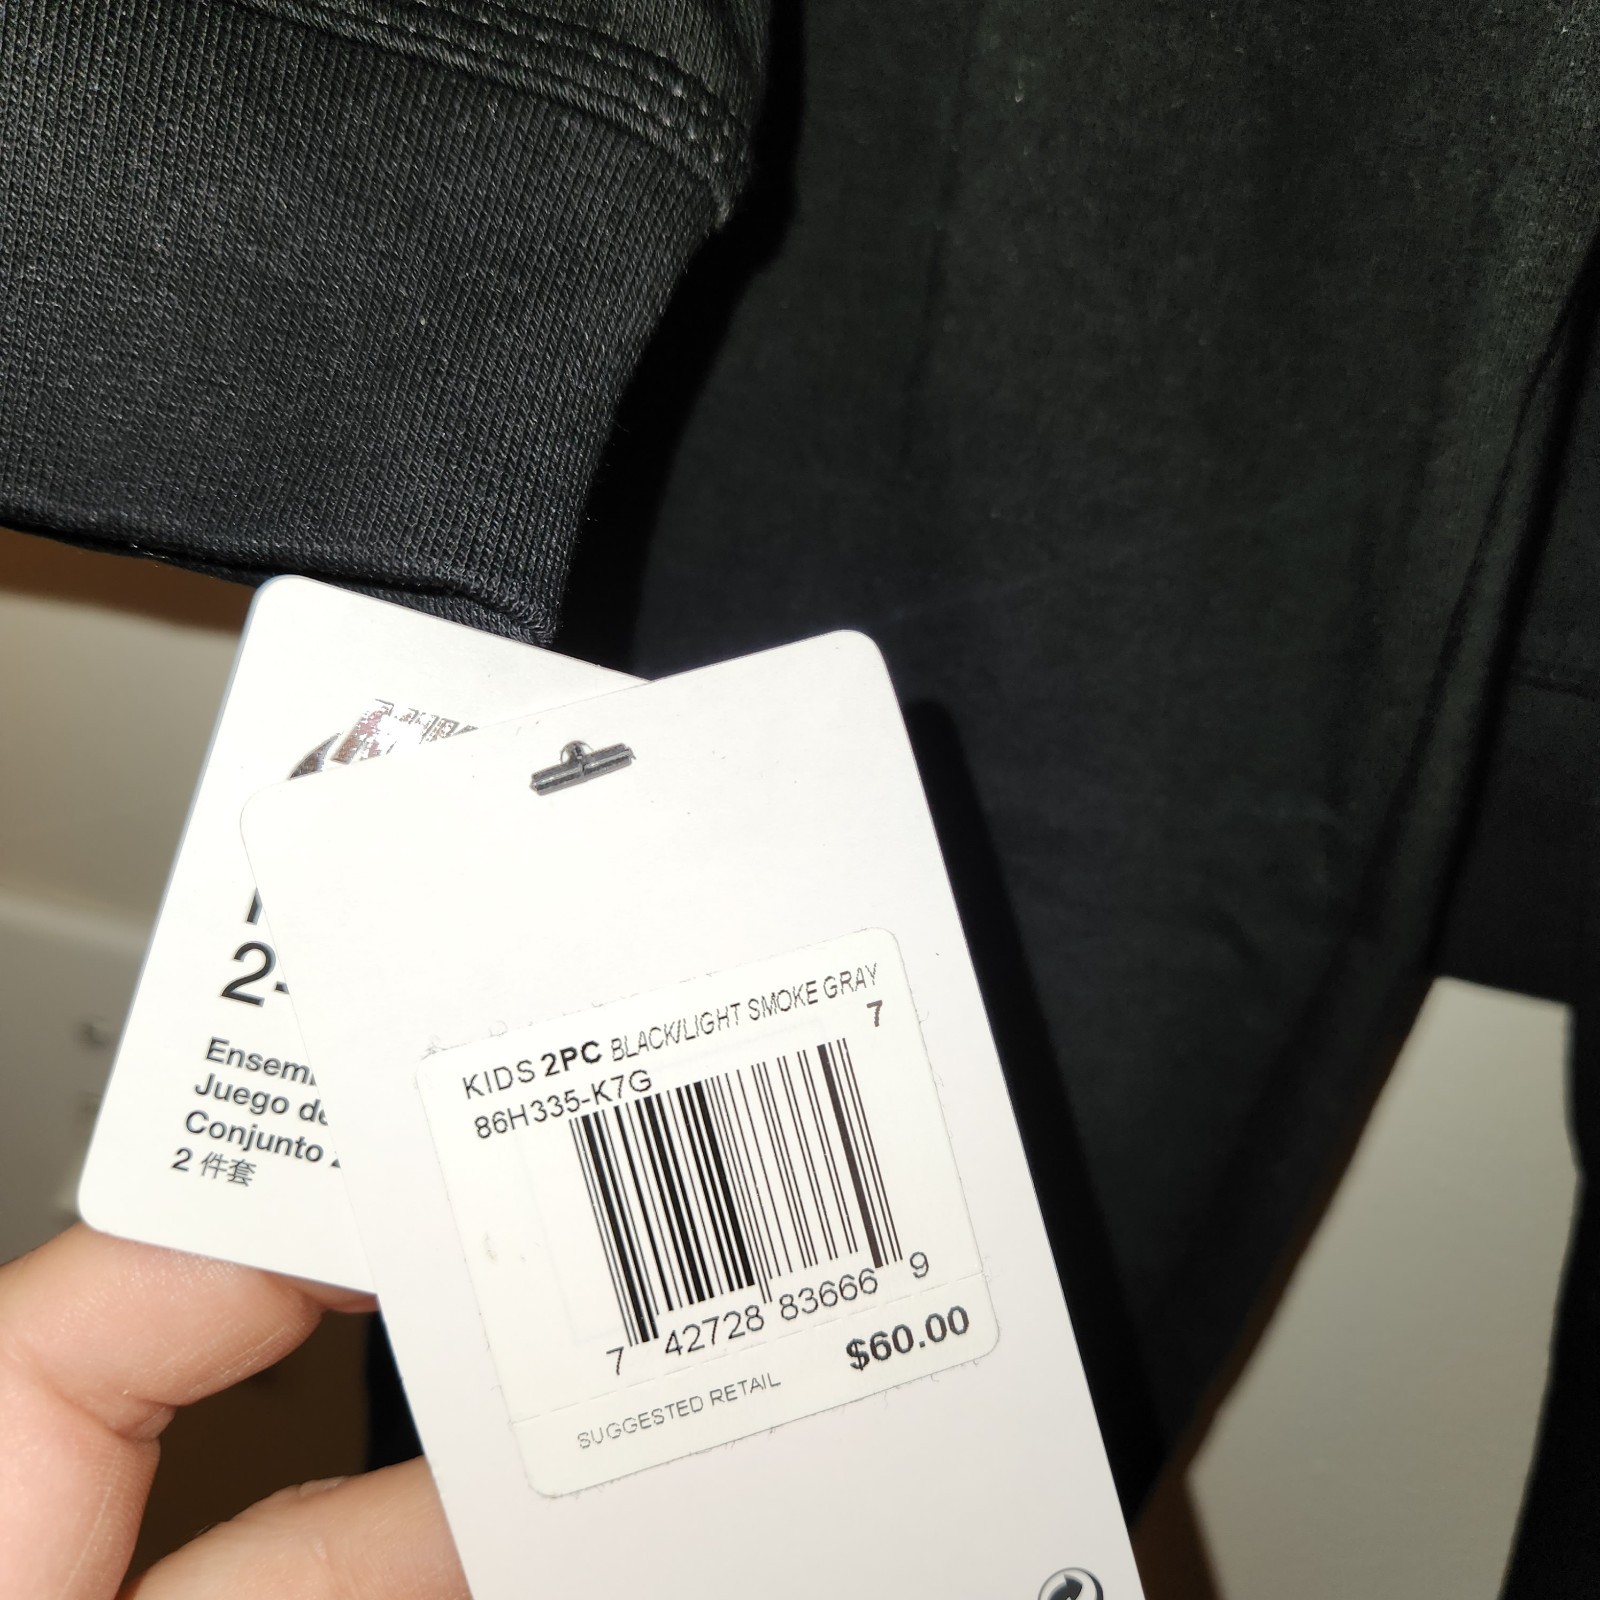 2-
Juego de
Conjunto
2 件套
KIDS 2PC BLACK/LIGHT SMOKE GRAY
86H335-K7G 7
7 42728 83666 9
SUGGESTED RETAIL $60.00